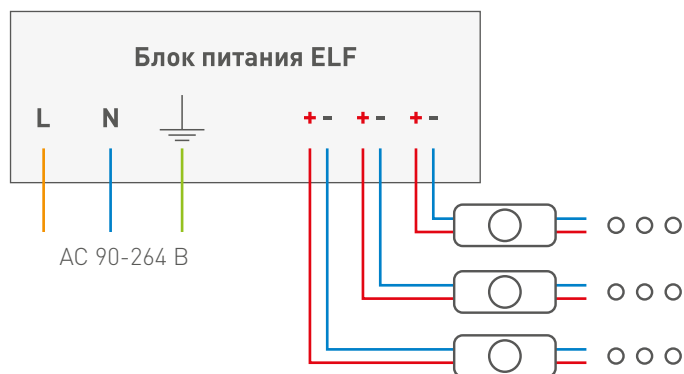 Блок питания ELF
L N + - + - + -
AC 90-264 В